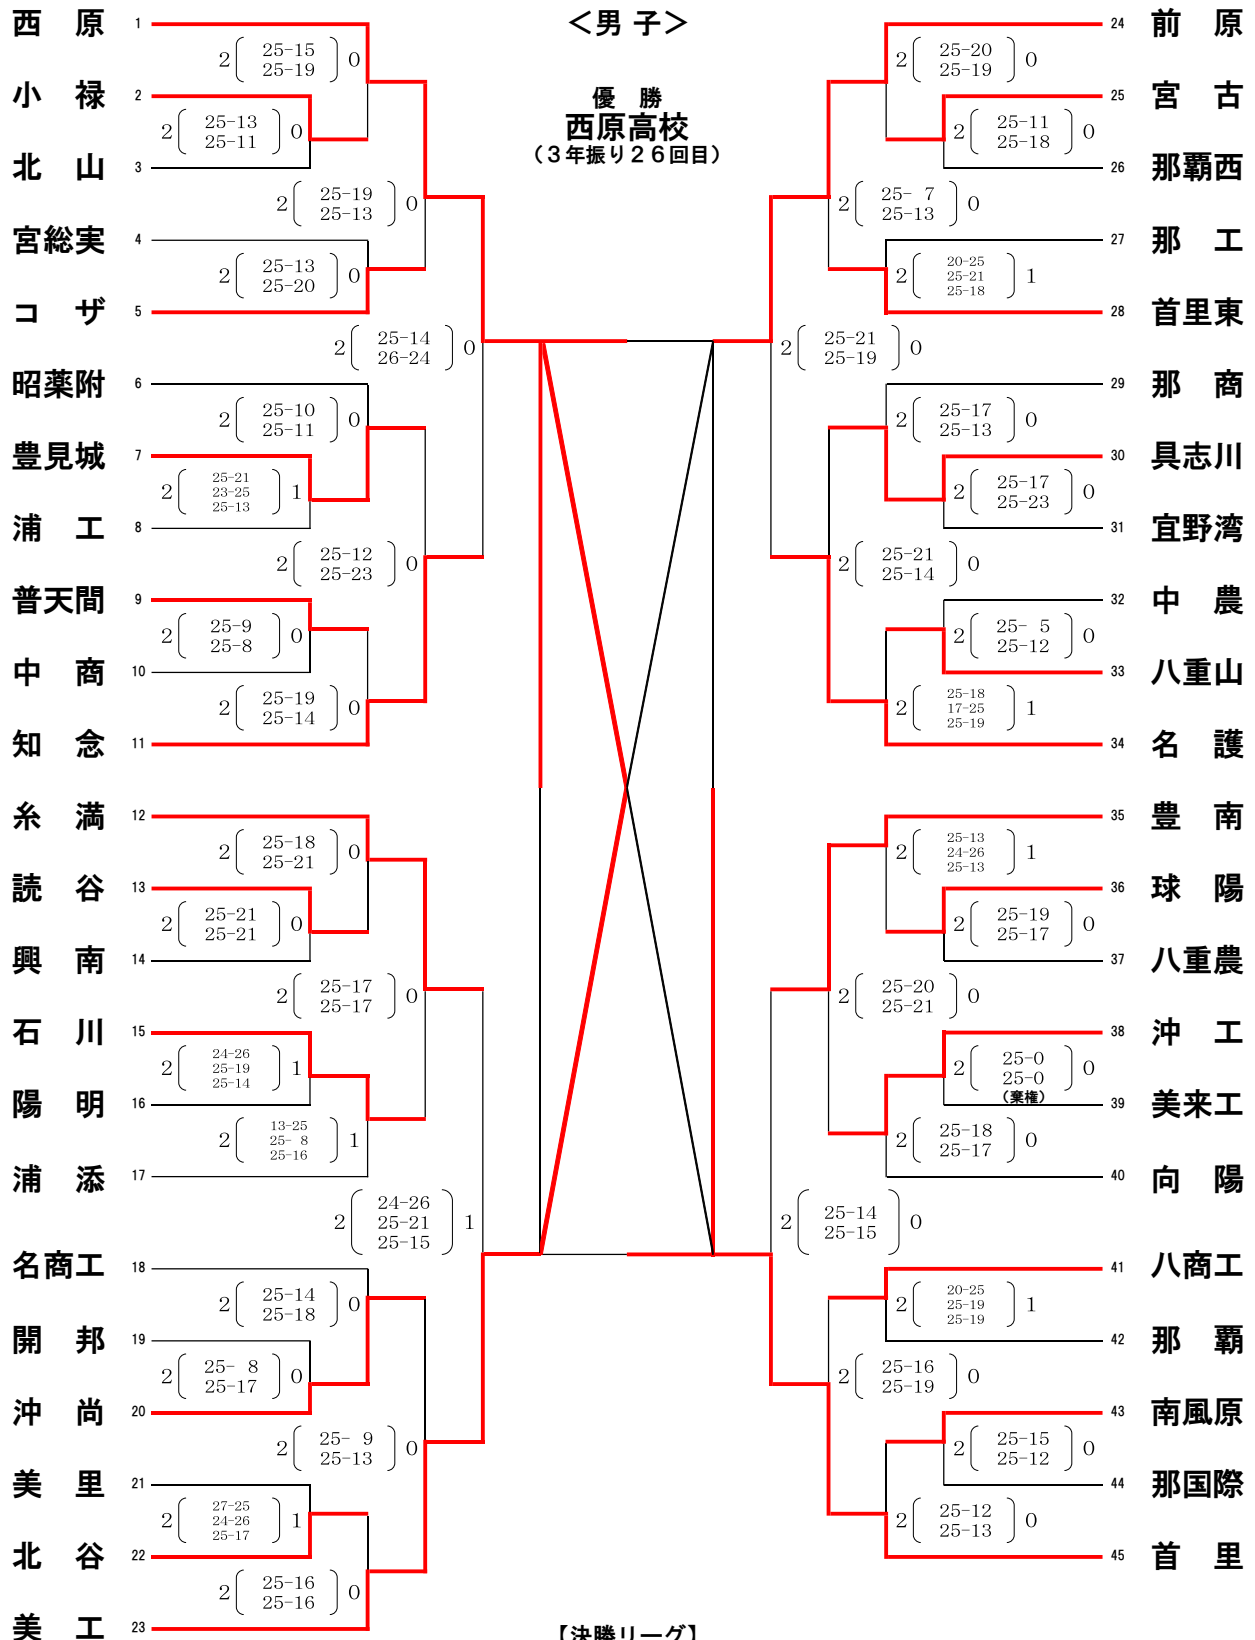 ＜男 子＞
優 勝
西原高校
（３年振り２６回目）
西 原 1
2 25-15 0
25-19
小 禄 2
2 25-13 0
25-11
北 山 3
2 25-19 0
25-13
宮総実 4
2 25-13 0
25-20
コ ザ 5
2 25-14 0
26-24
昭薬附 6
2 25-10 0
25-11
豊見城 7
2 25-21 1
23-25
25-13
浦 工 8
2 25-12 0
25-23
普天間 9
2 25-9 0
25-8
中 商 10
2 25-19 0
25-14
知 念 11
糸 満 12
2 25-18 0
25-21
読 谷 13
2 25-21 0
25-21
興 南 14
2 25-17 0
25-17
石 川 15
2 24-26 1
25-19
25-14
陽 明 16
2 13-25 1
25- 8
25-16
浦 添 17
2 24-26 1
25-21
25-15
名商工 18
2 25-14 0
25-18
開 邦 19
2 25- 8 0
25-17
沖 尚 20
2 25- 9 0
25-13
美 里 21
2 27-25 1
24-26
25-17
北 谷 22
2 25-16 0
25-16
美 工 23
24 前 原
2 25-20 0
25-19
25 宮 古
2 25-11 0
25-18
26 那覇西
2 25- 7 0
25-13
27 那 工
2 20-25 1
25-21
25-18
28 首里東
2 25-21 0
25-19
29 那 商
2 25-17 0
25-13
30 具志川
2 25-17 0
25-23
31 宜野湾
2 25-21 0
25-14
32 中 農
2 25- 5 0
25-12
33 八重山
2 25-18 1
17-25
25-19
34 名 護
35 豊 南
2 25-13 1
24-26
25-13
36 球 陽
2 25-19 0
25-17
37 八重農
2 25-20 0
25-21
38 沖 工
2 25-0 0
25-0
（棄権）
39 美来工
2 25-18 0
25-17
40 向 陽
2 25-14 0
25-15
41 八商工
2 20-25 1
25-19
25-19
42 那 覇
2 25-16 0
25-19
43 南風原
2 25-15 0
25-12
44 那国際
2 25-12 0
25-13
45 首 里
【決勝リーグ】